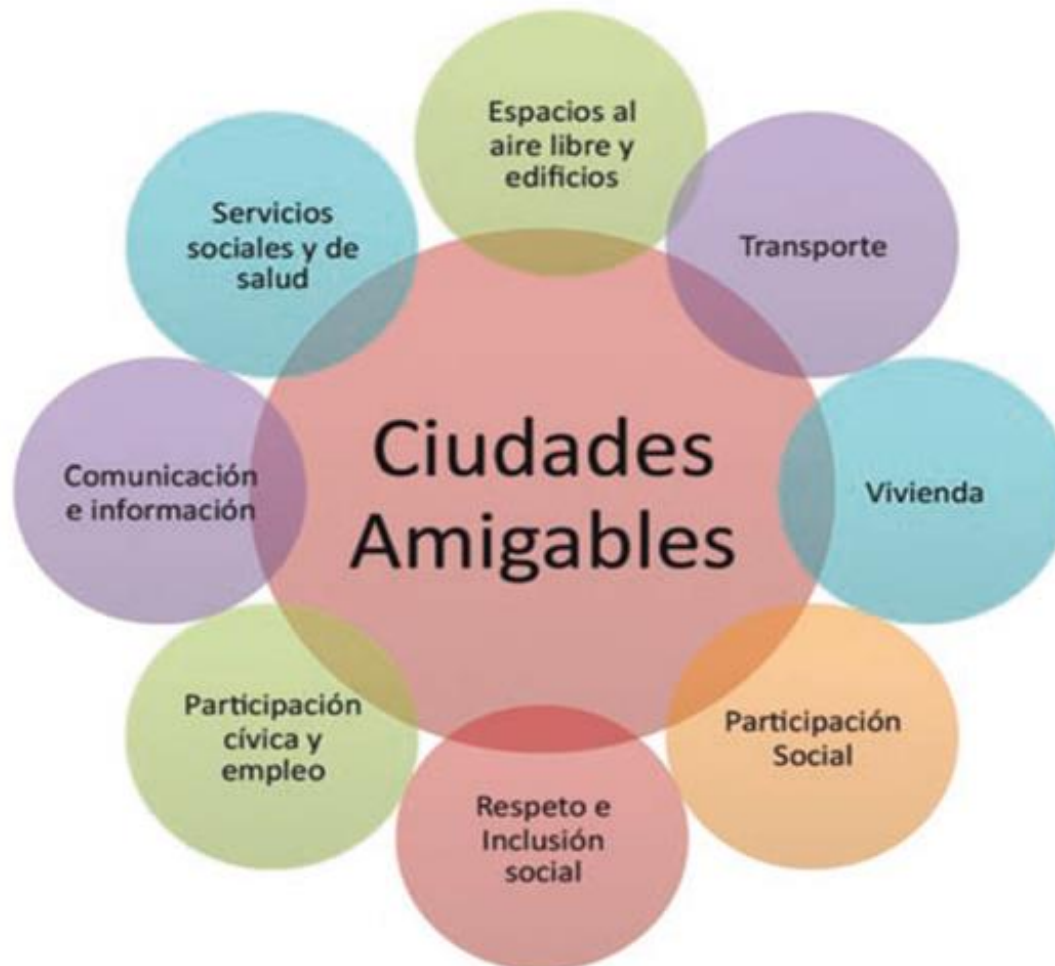 Espacios al
aire libre y
edificios
Transporte
Vivienda
Participación
Social
Respeto e
Inclusión
social
Participación
cívica y
empleo
Comunicación
e información
Servicios
sociales y de
salud
Ciudades
Amigables